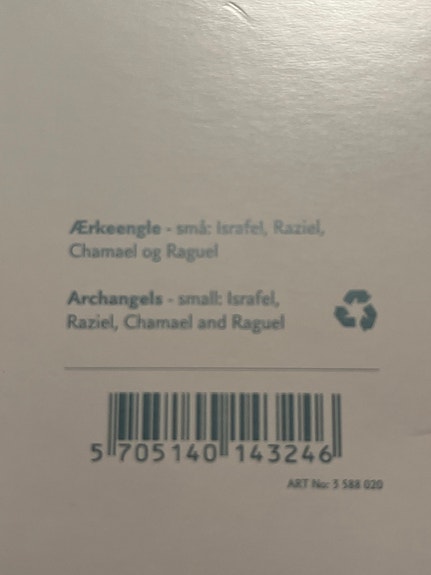 Ærkeengle - små: Israfel, Raziel,
Chamael og Raguel
Archangels - small: Israfel,
Raziel, Chamael and Raguel
5 705140 143246
ART No: 3 588 020